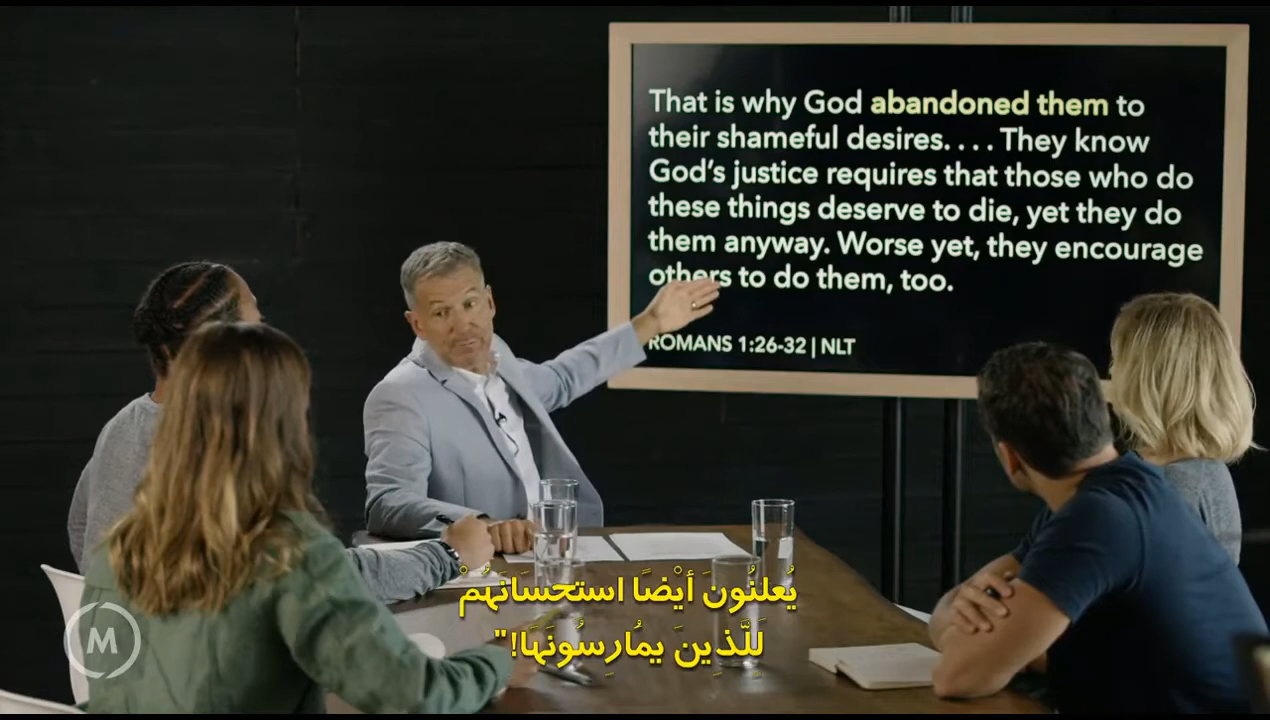 That is why God abandoned them to
their shameful desires.... They know
God's justice requires that those who do
these things deserve to die, yet they do
them anyway. Worse yet, they encourage
others to do them, too.
ROMANS 1:26-32 | NLT
يُعلنُونَ أيْضًا استحسَانَهُمْ
لَلَّذِينَ يمُارِسُونَهَا!"
M